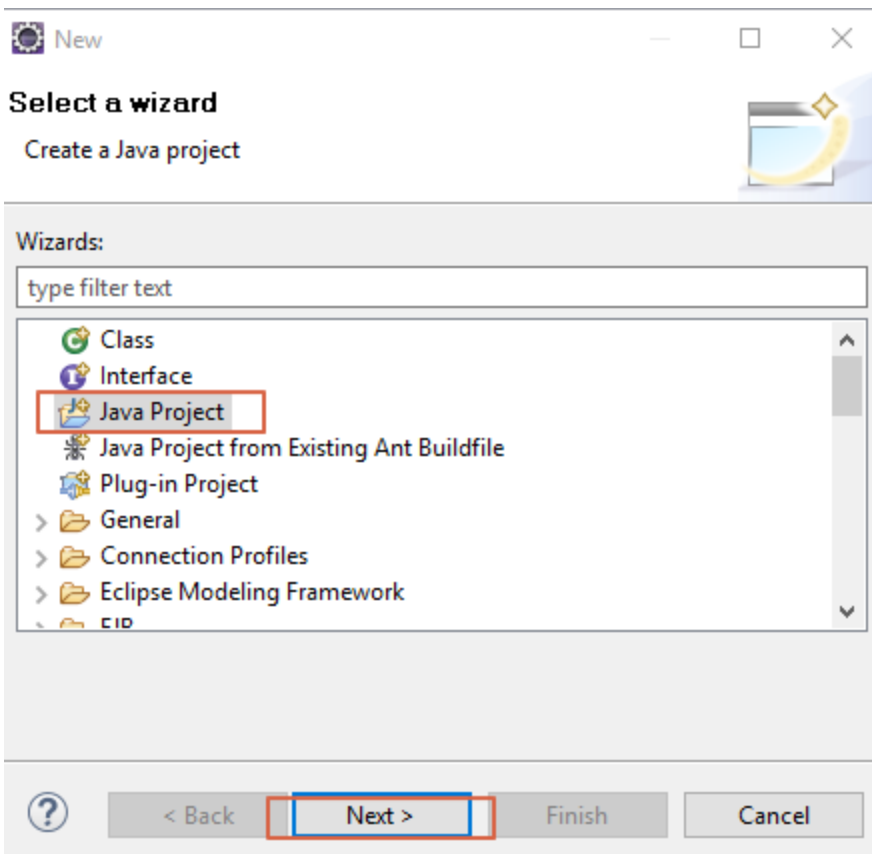 New
Select a wizard
Create a Java project
Wizards:
type filter text
Class
Interface
Java Project
Java Project from Existing Ant Buildfile
Plug-in Project
General
Connection Profiles
Eclipse Modeling Framework
EJB
< Back
Next >
Finish
Cancel